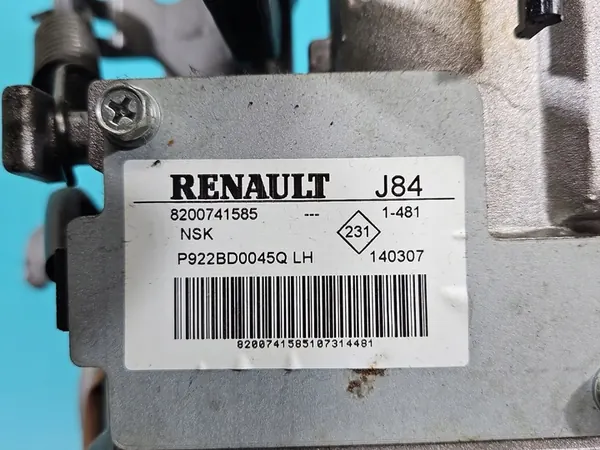 RENAULT J84
8200741585 --- 1-481
NSK 231
P922BD0045Q LH 140307
8200741585107314481